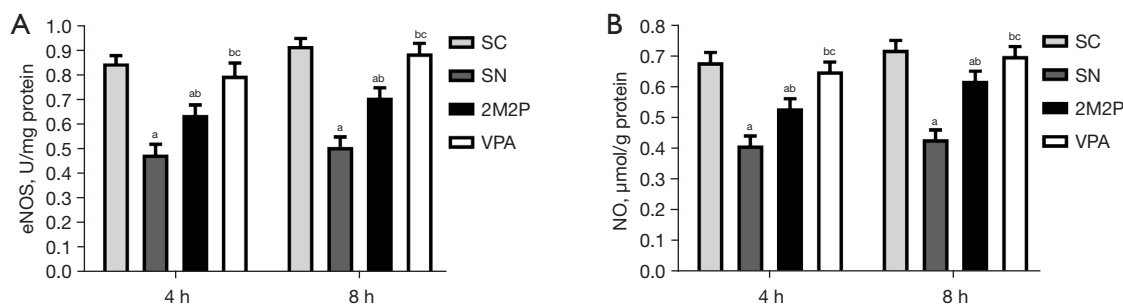 A
eNOS, U/mg protein
1.0
0.9
0.8
0.7
0.6
0.5
0.4
0.3
0.2
0.1
0.0
a
ab
bc
a
ab
bc
4 h
8 h
SC
SN
2M2P
VPA
B
NO, μmol/g protein
0.8
0.7
0.6
0.5
0.4
0.3
0.2
0.1
0.0
a
ab
bc
a
ab
bc
4 h
8 h
SC
SN
2M2P
VPA